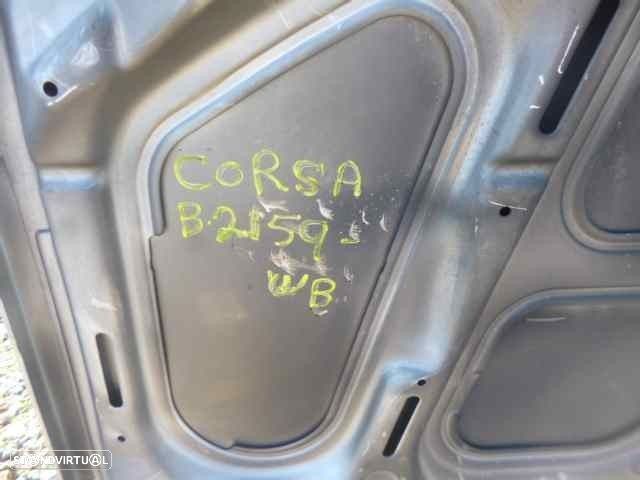 CORSA
B.2159-
WB
STANDVIRTUAL